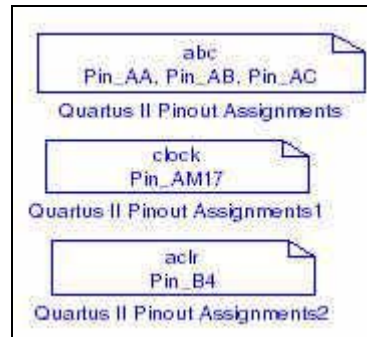 abc
Pin_AA, Pin_AB, Pin_AC
Quartus II Pinout Assignments
clock
Pin_AM17
Quartus II Pinout Assignments1
aclr
Pin_B4
Quartus II Pinout Assignments2